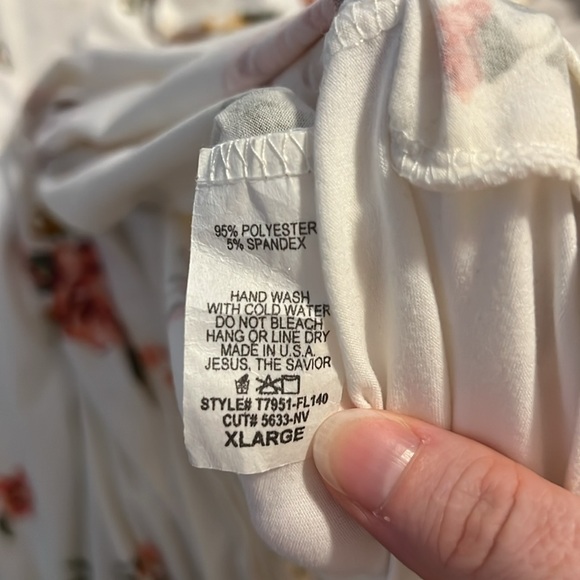 95% POLYESTER
5% SPANDEX
HAND WASH
WITH COLD WATER
DO NOT BLEACH
HANG OR LINE DRY
MADE IN U.S.A.
JESUS, THE SAVIOR
STYLE# T7951-FL140
CUT# 5633-NV
XLARGE